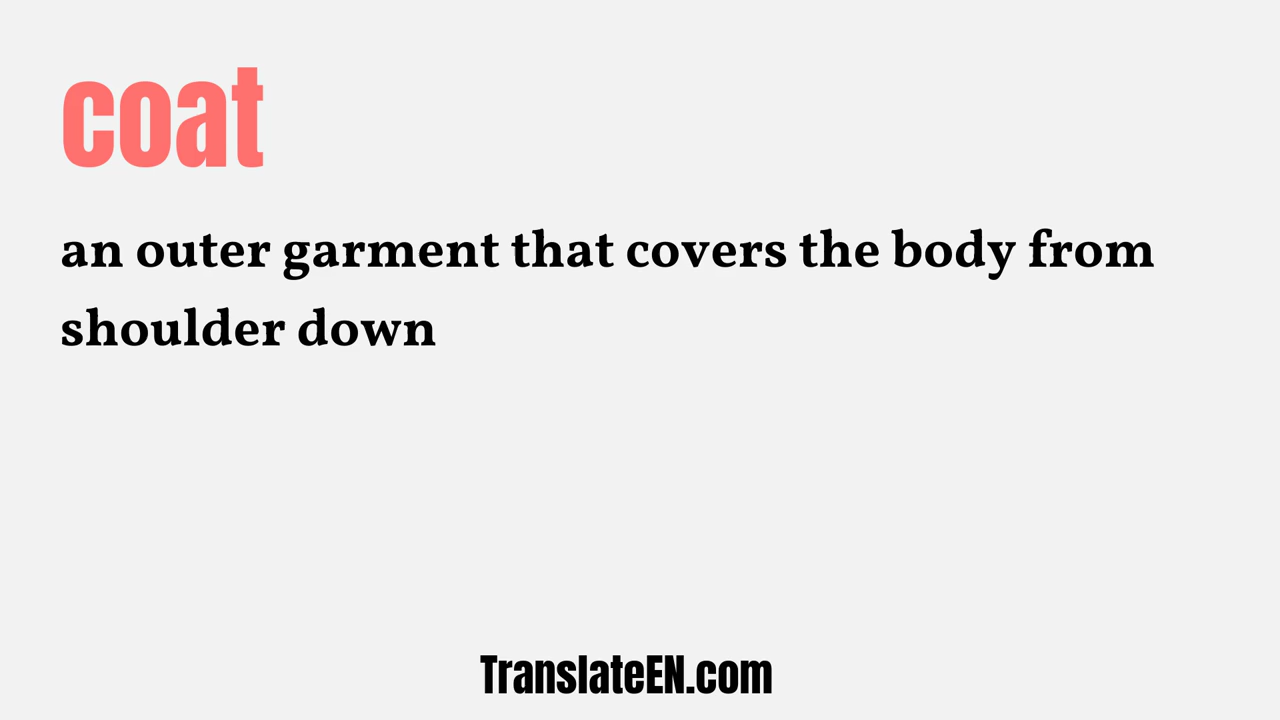 coat
an outer garment that covers the body from
shoulder down
TranslateEN.com